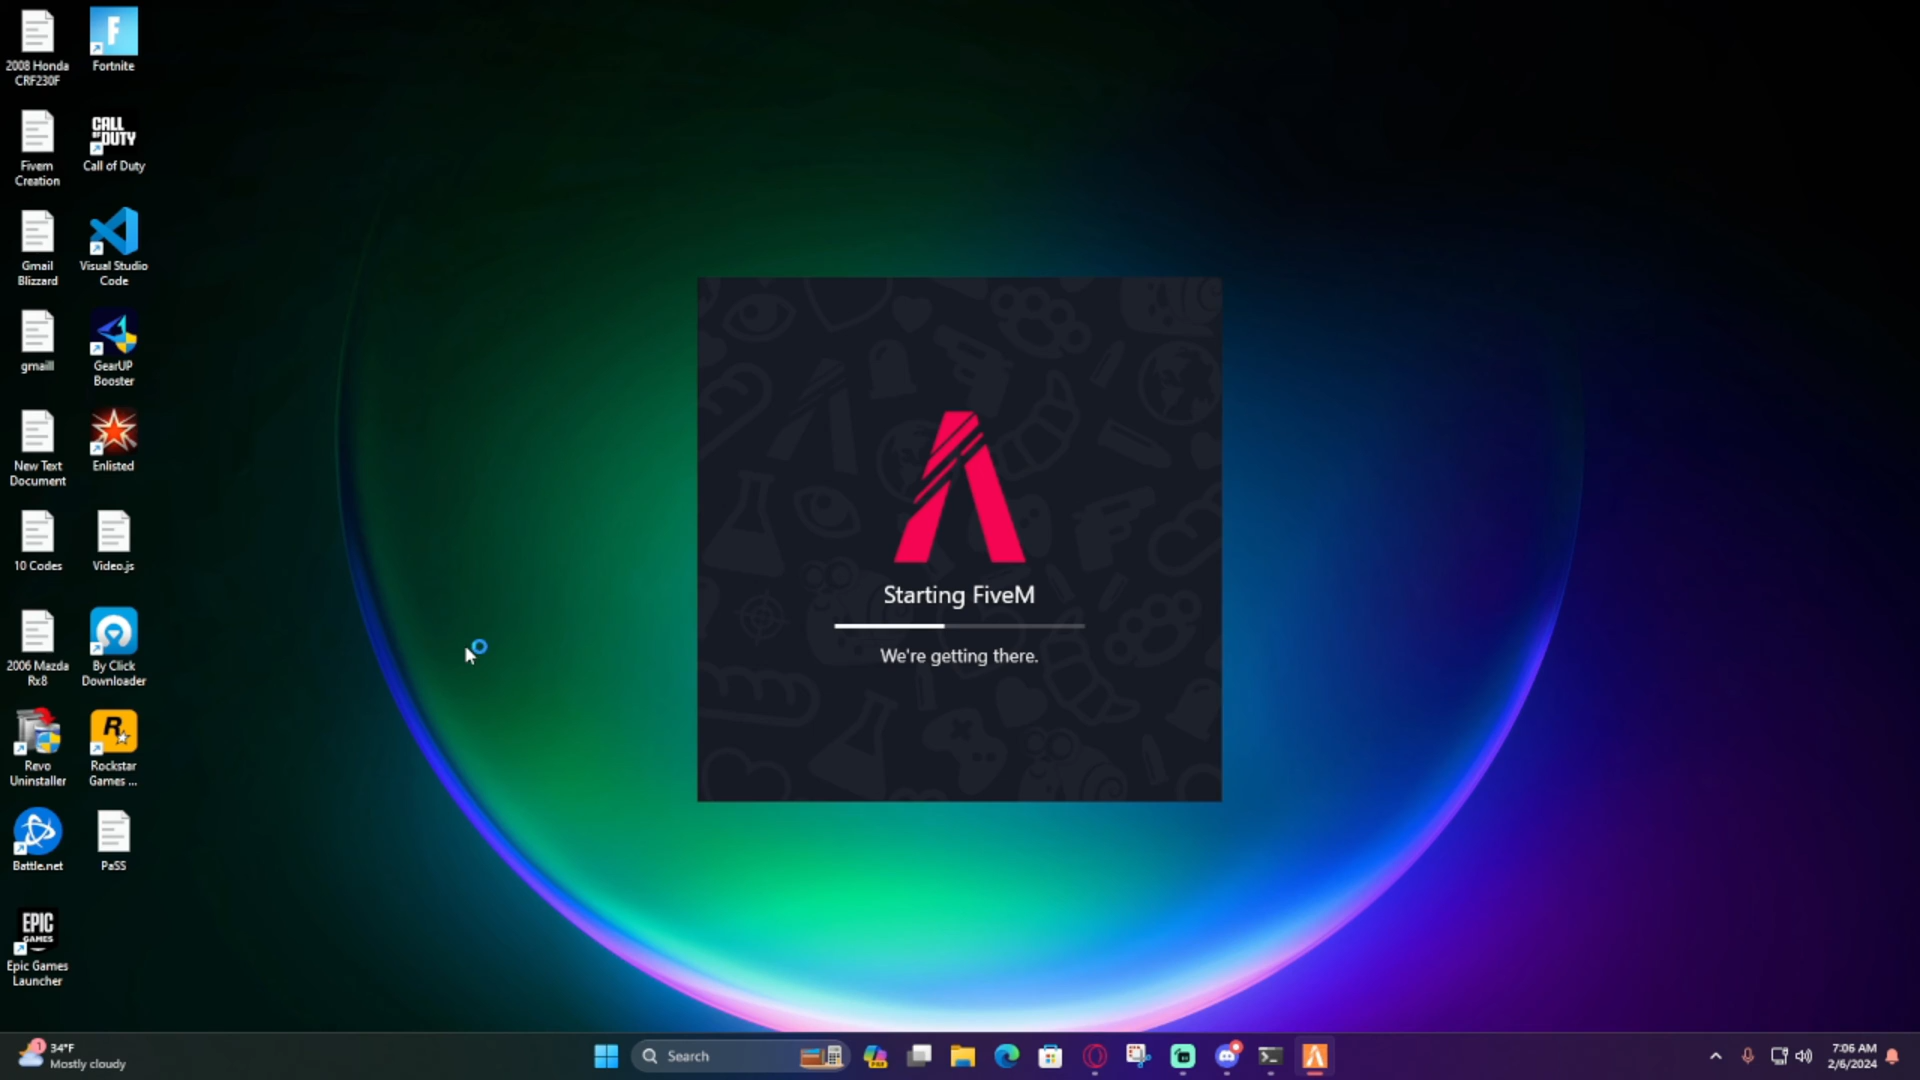 2008 Honda
CRF230F
Fortnite
Fivem
Creation
CALL
OF DUTY
Call of Duty
Gmail
Blizzard
Visual Studio
Code
gmaill
GearUP
Booster
New Text
Document
Enlisted
10 Codes
Video.js
2006 Mazda
Rx8
By Click
Downloader
Revo
Uninstaller
Rockstar
Games ...
Battle.net
PaSS
EPIC
GAMES
Epic Games
Launcher
Starting FiveM
We're getting there.
1
34°F
Mostly cloudy
Search
7:06 AM
2/6/2024